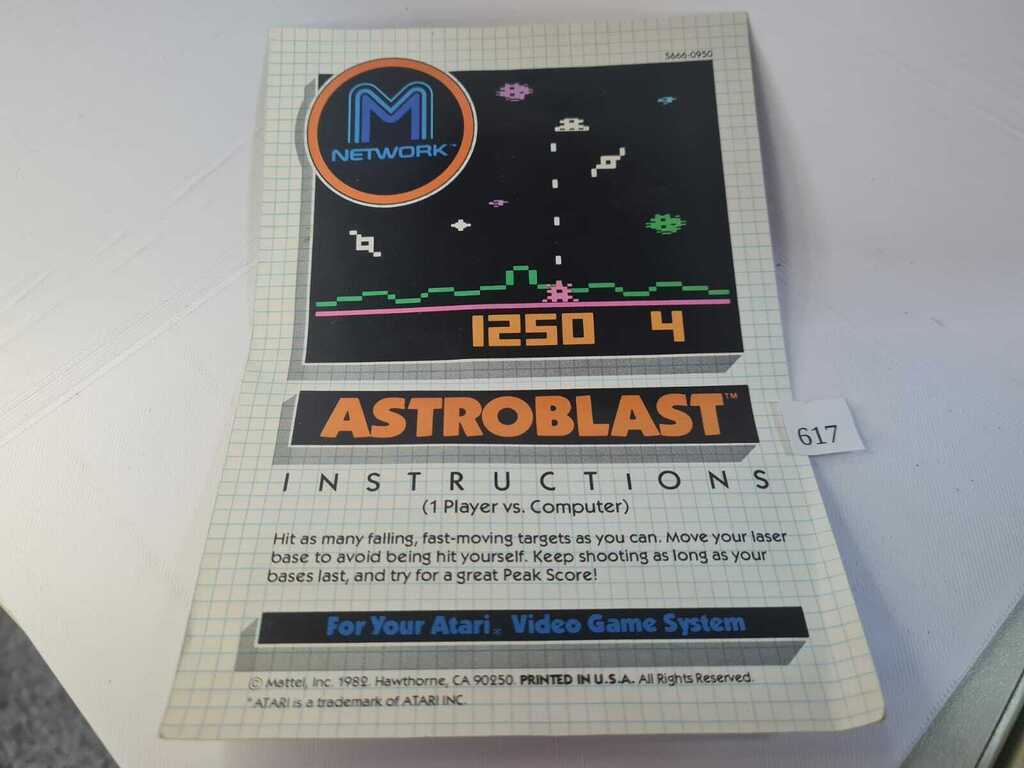 5666-0950
M
NETWORK™
1250 4
ASTROBLAST™
INSTRUCTIONS
(1 Player vs. Computer)
Hit as many falling, fast-moving targets as you can. Move your laser
base to avoid being hit yourself. Keep shooting as long as your
bases last, and try for a great Peak Score!
617
For Your Atari* Video Game System
© Mattel, Inc. 1982. Hawthorne, CA 90250. PRINTED IN U.S.A. All Rights Reserved.
*ATARI is a trademark of ATARI INC.